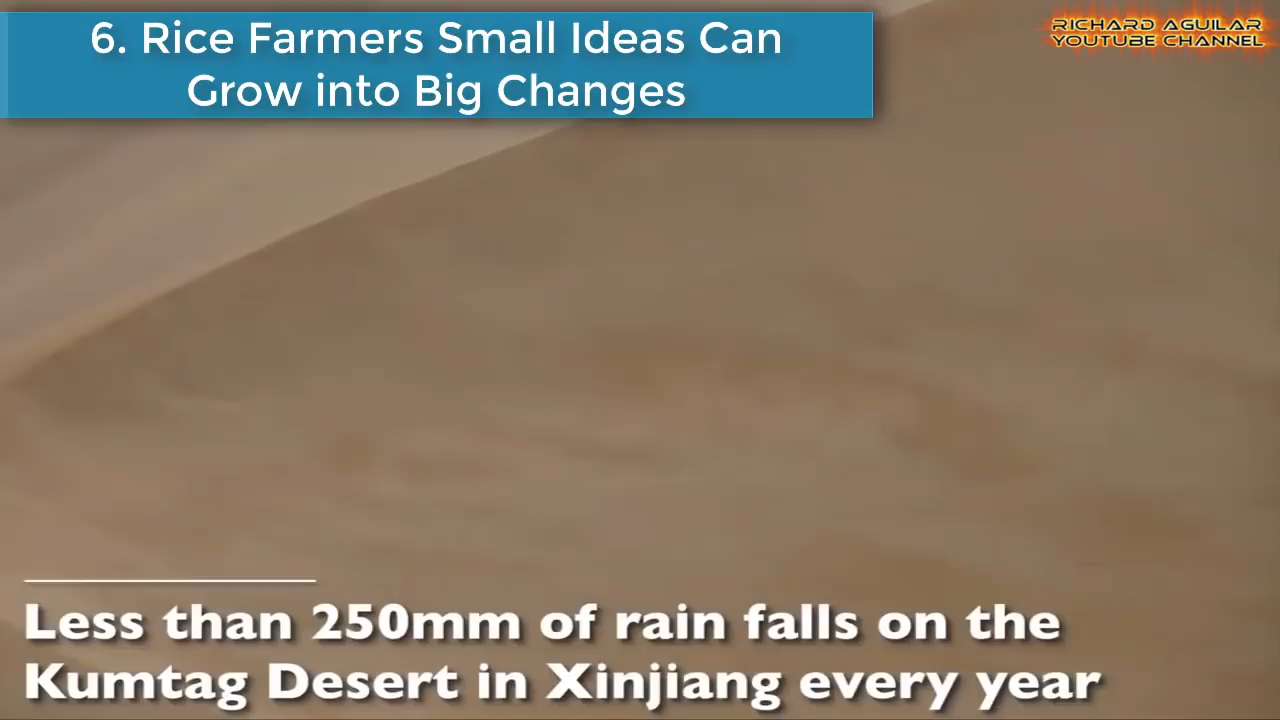 6. Rice Farmers Small Ideas Can
Grow into Big Changes
RICHARD AGUILAR
YOUTUBE CHANNEL
Less than 250mm of rain falls on the
Kumtag Desert in Xinjiang every year